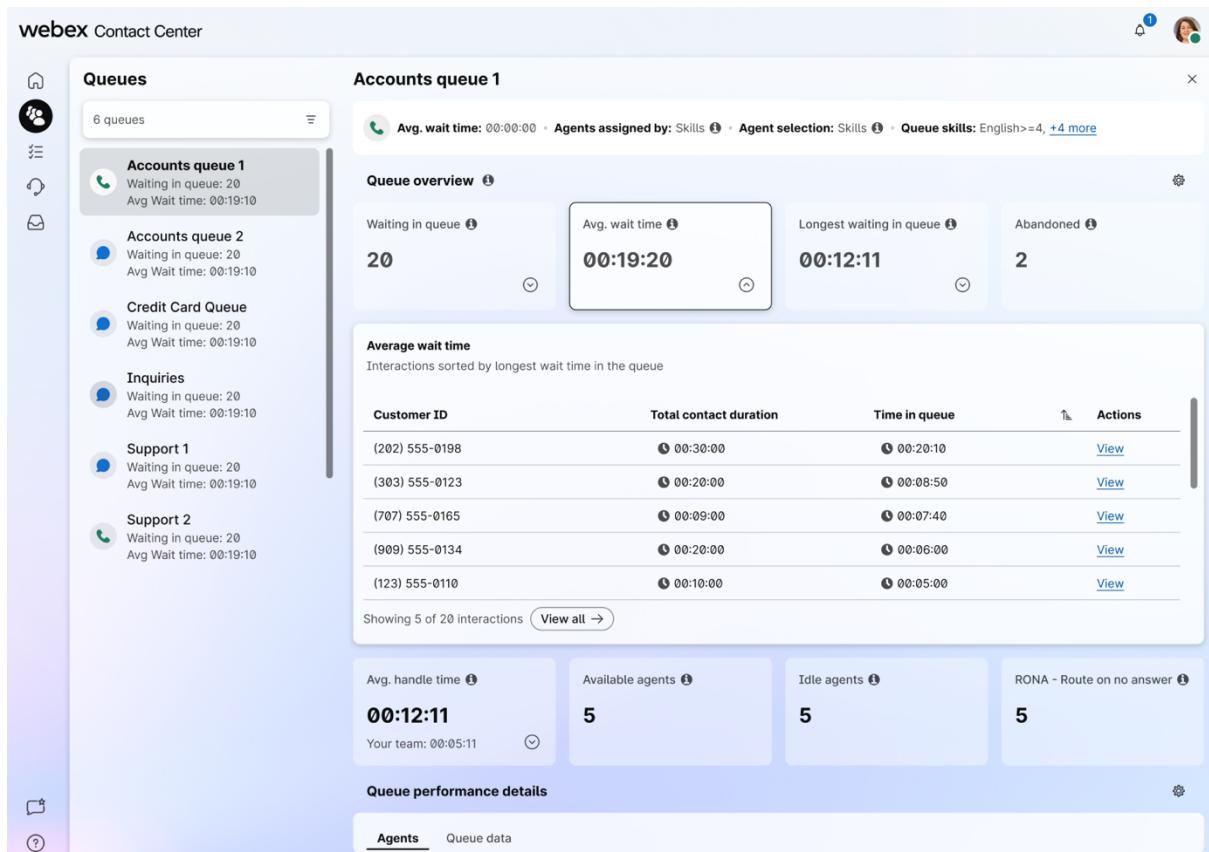 webex Contact Center
1
Queues
6 queues
Accounts queue 1
Waiting in queue: 20
Avg Wait time: 00:19:10
Accounts queue 2
Waiting in queue: 20
Avg Wait time: 00:19:10
Credit Card Queue
Waiting in queue: 20
Avg Wait time: 00:19:10
Inquiries
Waiting in queue: 20
Avg Wait time: 00:19:10
Support 1
Waiting in queue: 20
Avg Wait time: 00:19:10
Support 2
Waiting in queue: 20
Avg Wait time: 00:19:10
Accounts queue 1
Avg. wait time: 00:00:00 • Agents assigned by: Skills • Agent selection: Skills • Queue skills: English>=4, +4 more
Queue overview
Waiting in queue
20
Avg. wait time
00:19:20
Longest waiting in queue
00:12:11
Abandoned
2
Average wait time
Interactions sorted by longest wait time in the queue
Customer ID Total contact duration Time in queue Actions
(202) 555-0198 00:30:00 00:20:10 View
(303) 555-0123 00:20:00 00:08:50 View
(707) 555-0165 00:09:00 00:07:40 View
(909) 555-0134 00:20:00 00:06:00 View
(123) 555-0110 00:10:00 00:05:00 View
Showing 5 of 20 interactions View all →
Avg. handle time
00:12:11
Your team: 00:05:11
Available agents
5
Idle agents
5
RONA - Route on no answer
5
Queue performance details
Agents Queue data